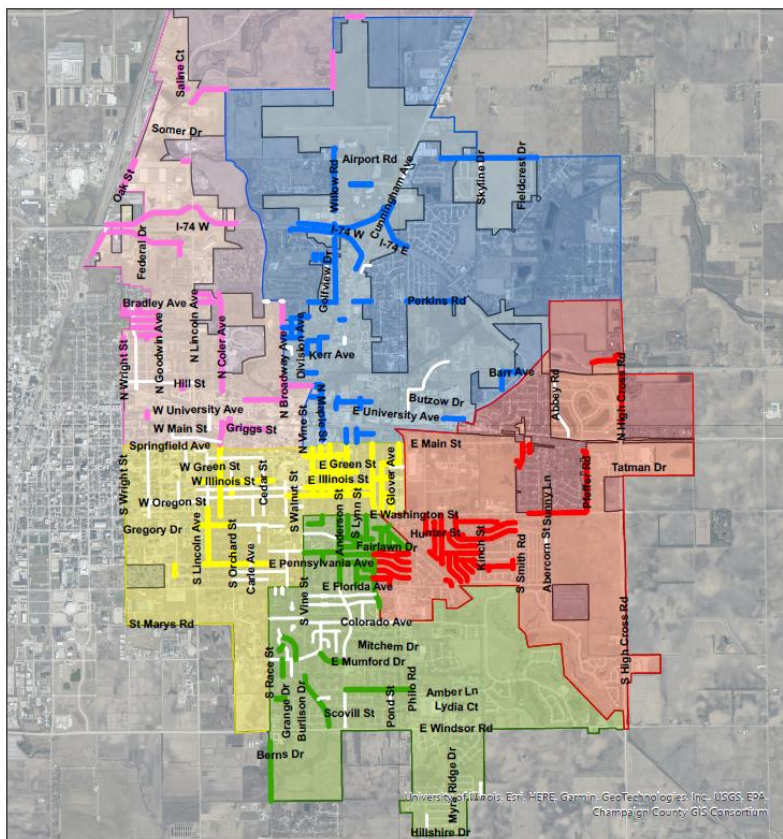 Saline Ct
Somer Dr
Oak St
Airport Rd
Willow Rd
Cunningham Ave
Skyline Dr
Fieldcrest Dr
I-74 W
Federal Dr
I-74 W
I-74 E
Golfview Dr
Bradley Ave
N Lincoln Ave
Perkins Rd
N Wright St
N Goodwin Ave
N Coler Ave
N Broadway Ave
Division Ave
Kerr Ave
Hill St
Barr Ave
Abbey Rd
N High Cross Rd
Butzow Dr
W University Ave
N Vine St
N Maple St
E University Ave
W Main St
Griggs St
Springfield Ave
E Main St
S Wright St
W Green St
E Green St
Tatman Dr
W Illinois St
E Illinois St
Cedar St
S Walnut St
Glover Ave
Pfeffer Rd
W Oregon St
Anderson St
S Lynn St
E Washington St
Abercorn St
Sunny Ln
Gregory Dr
Hunter St
Fairlawn Dr
Kinch St
S Smith Rd
S Lincoln Ave
S Orchard St
Carle Ave
E Pennsylvania Ave
E Florida Ave
S Vine St
St Marys Rd
Colorado Ave
S High Cross Rd
Mitchem Dr
S Race St
E Mumford Dr
Grange Dr
Burlison Dr
Pond St
Philo Rd
Amber Ln
Lydia Ct
Scovill St
E Windsor Rd
Berns Dr
Myra Ridge Dr
University of Illinois, Esri, HERE, Garmin, GeoTechnologies, Inc., USGS, EPA,
Champaign County GIS Consortium
Hillshire Dr